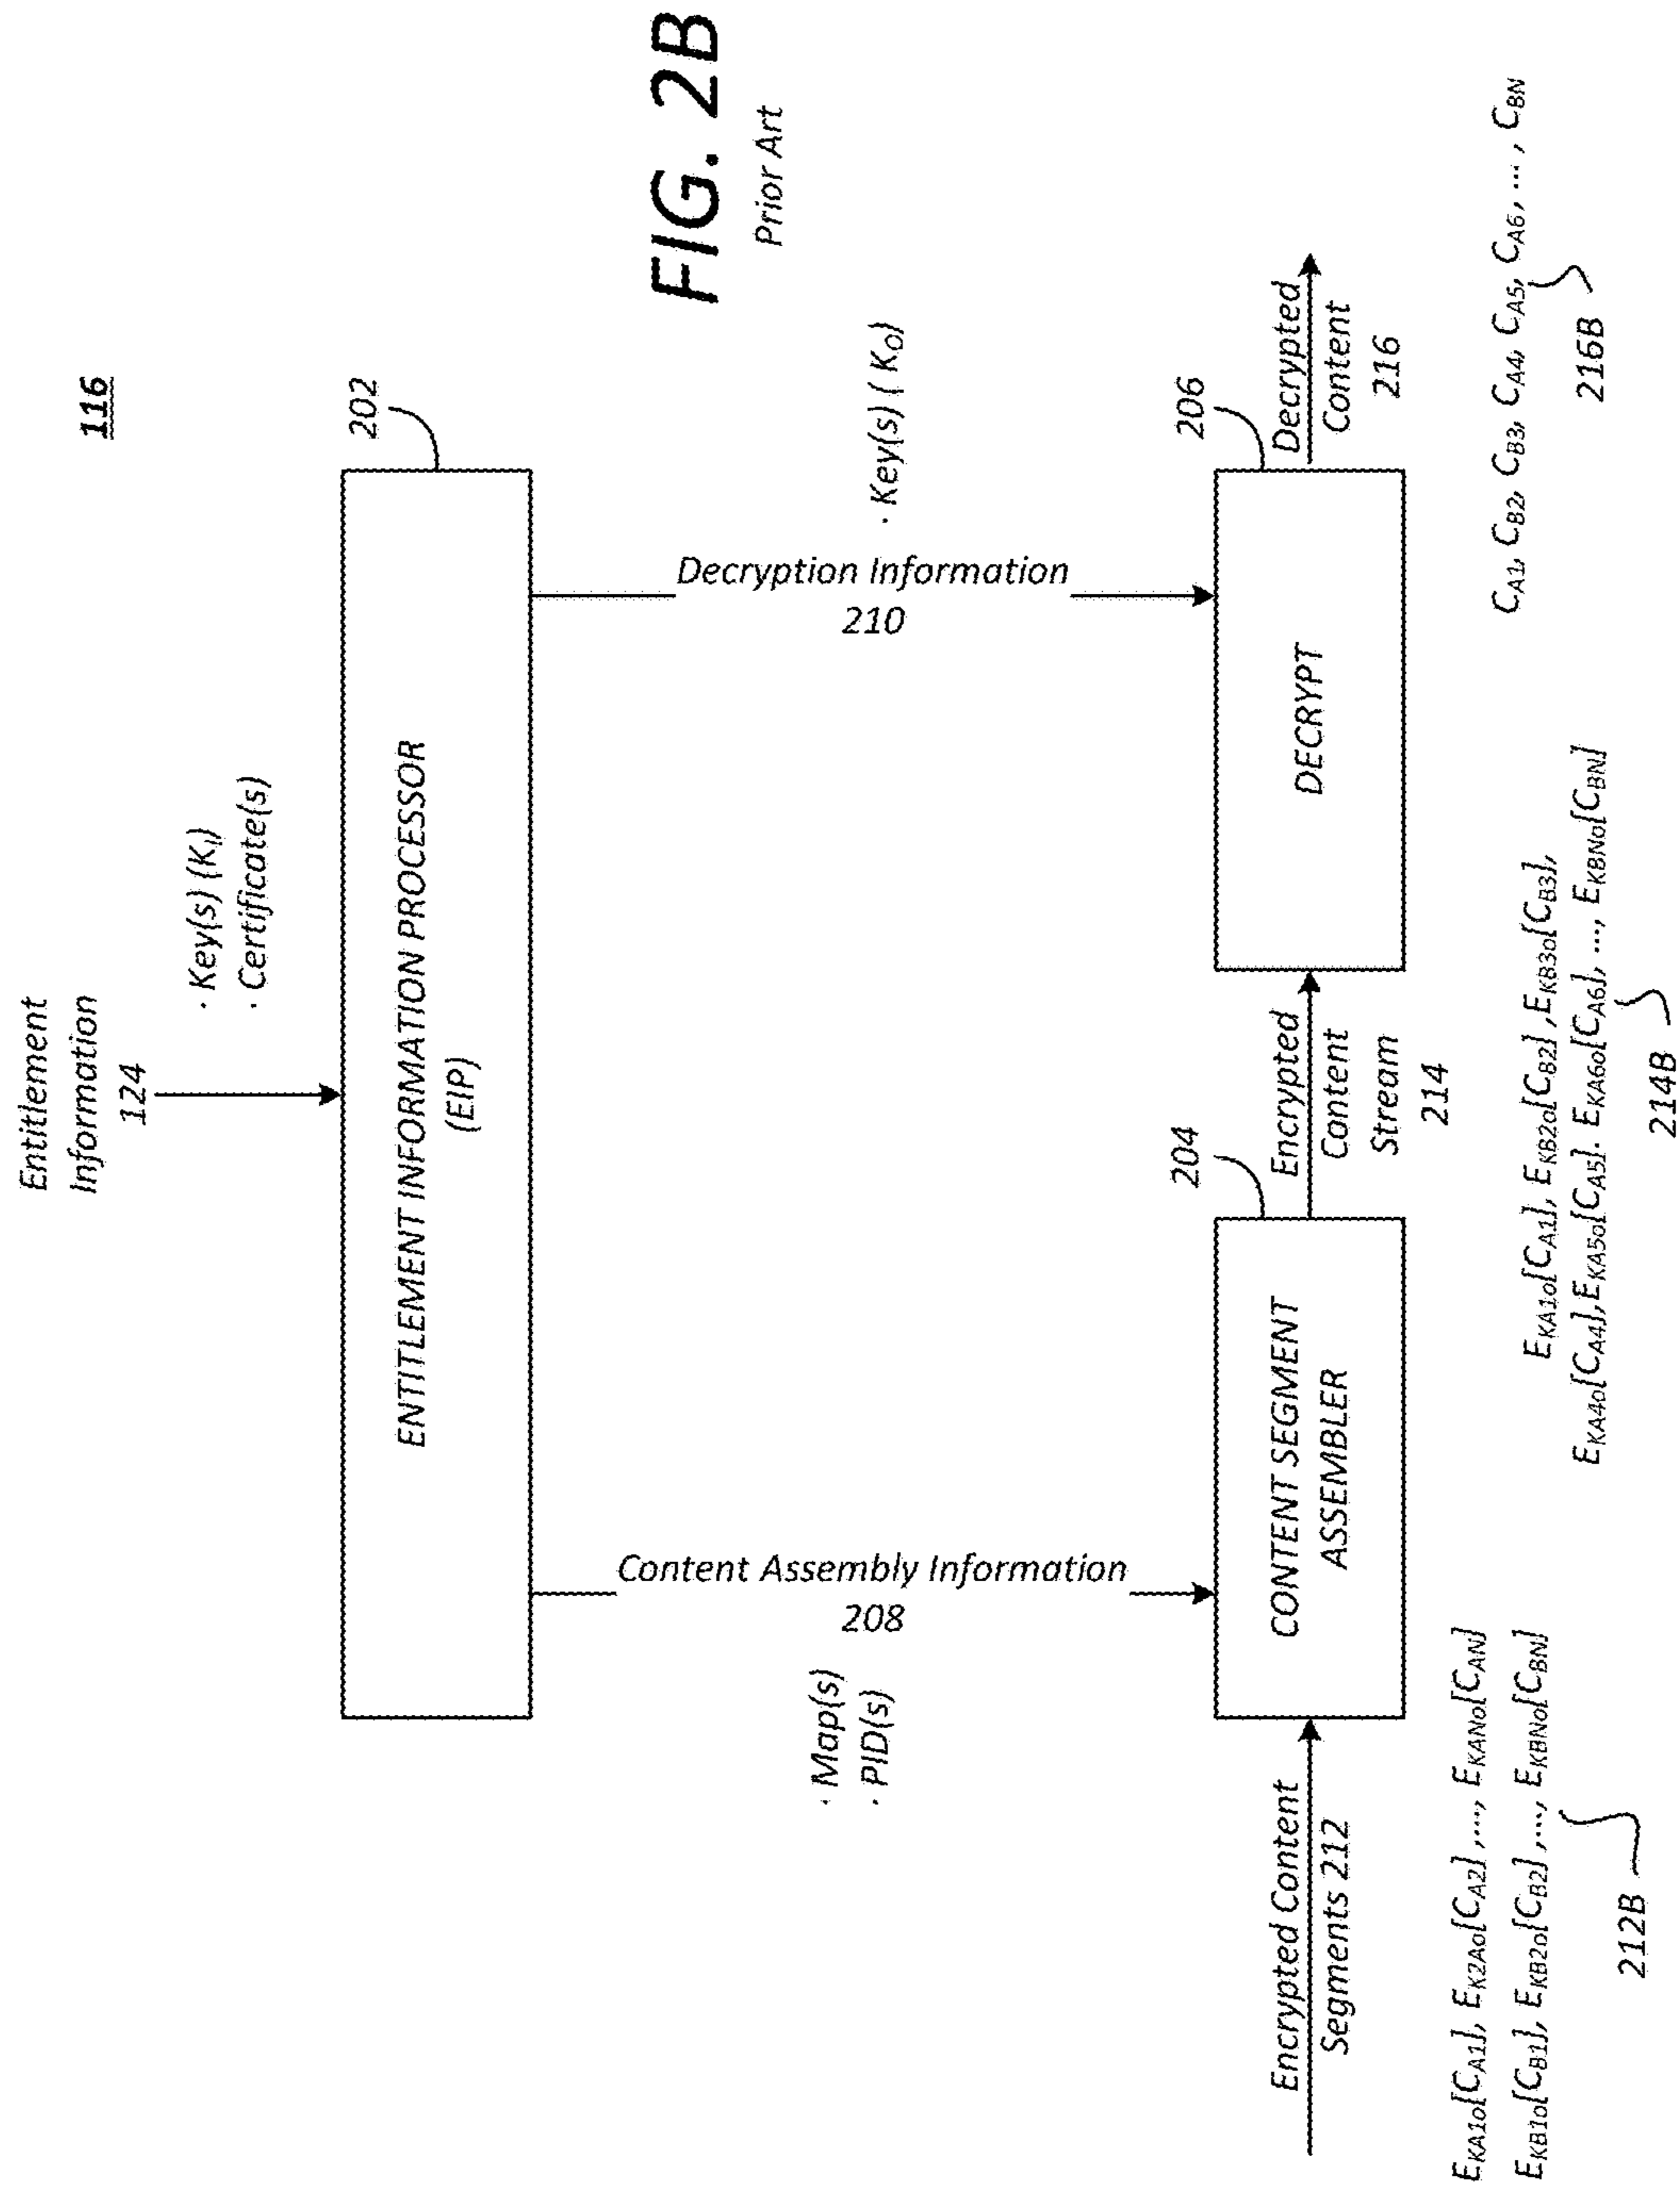 116
Entitlement
Information
124
· Key(s) (K_I)
· Certificate(s)
202
ENTITLEMENT INFORMATION PROCESSOR
(EIP)
Content Assembly Information
208
· Map(s)
· PID(s)
Decryption Information
210
· Key(s) ( K_O)
FIG. 2B
Prior Art
Encrypted Content
Segments 212
204
CONTENT SEGMENT
ASSEMBLER
Encrypted
Content
Stream
214
206
DECRYPT
Decrypted
Content
216
E_KA1o[C_A1], E_K2Ao[C_A2] ,...., E_KANo[C_AN]
E_KB1o[C_B1], E_KB2o[C_B2] ,...., E_KBNo[C_BN]
212B
E_KA1o[C_A1], E_KB2o[C_B2] ,E_KB3o[C_B3],
E_KA4o[C_A4],E_KA5o[C_A5]. E_KA6o[C_A6], ..., E_KBNo[C_BN]
214B
C_A1, C_B2, C_B3, C_A4, C_A5, C_A6, ... , C_BN
216B